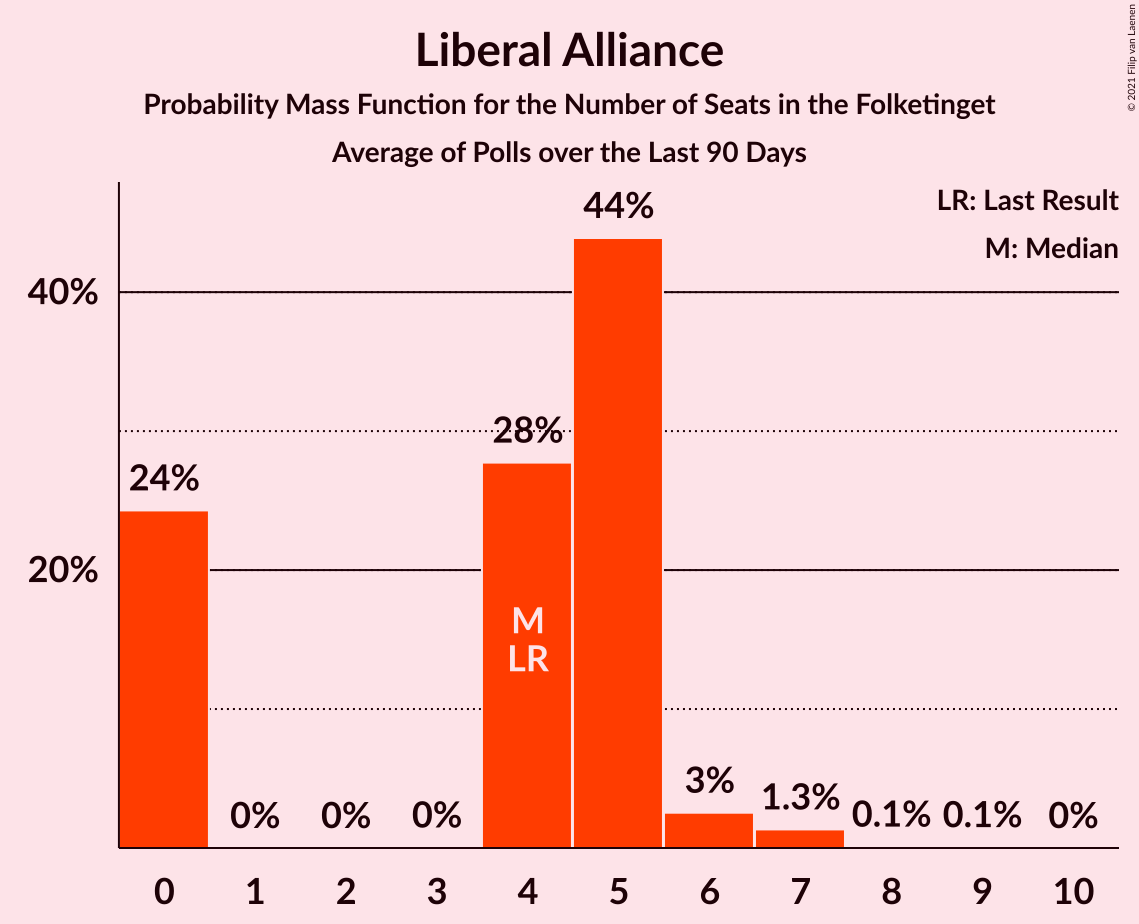 Liberal Alliance
Probability Mass Function for the Number of Seats in the Folketinget
Average of Polls over the Last 90 Days
© 2021 Filip van Laenen
LR: Last Result
M: Median
40%
20%
24%
0%
0%
0%
28%
44%
3%
1.3%
0.1%
0.1%
0%
M
LR
0 1 2 3 4 5 6 7 8 9 10